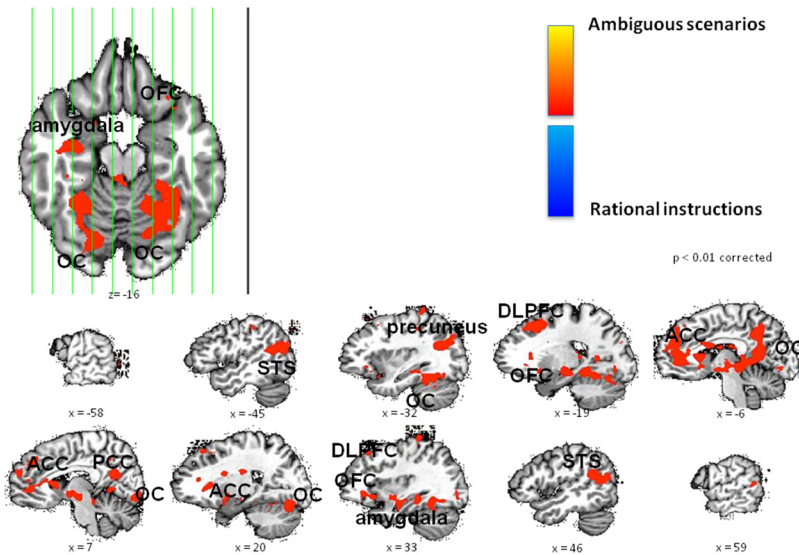 Ambiguous scenarios
OFC
amygdala
Rational instructions
OC
OC
z= -16
p < 0.01 corrected
DLPFC
precuneus
ACC
OC
STS
OFC
OC
x = -58
x = -45
x = -32
x = -19
x = -6
DLPFC
STS
ACC
PCC
OFC
ACC
OC
OC
amygdala
x = 7
x = 20
x = 33
x = 46
x = 59